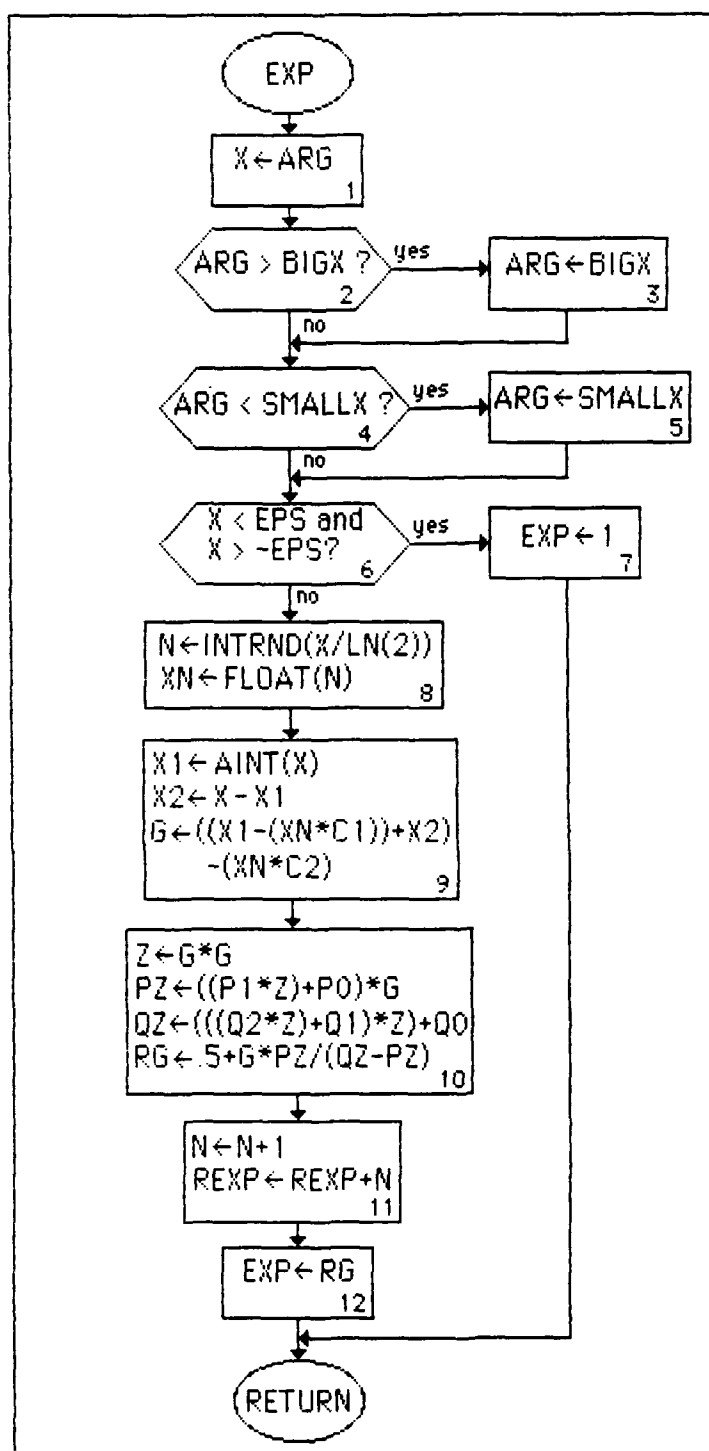 EXP
X←ARG
1
ARG > BIGX ?
2
yes
ARG←BIGX
3
no
ARG < SMALLX ?
4
yes
ARG←SMALLX
5
no
X < EPS and
X > -EPS?
6
yes
EXP←1
7
no
N←INTRND(X/LN(2))
XN←FLOAT(N)
8
X1←AINT(X)
X2←X-X1
G←((X1-(XN*C1))+X2)
-(XN*C2)
9
Z←G*G
PZ←((P1*Z)+P0)*G
QZ←(((Q2*Z)+Q1)*Z)+Q0
RG←.5+G*PZ/(QZ-PZ)
10
N←N+1
REXP←REXP+N
11
EXP←RG
12
RETURN